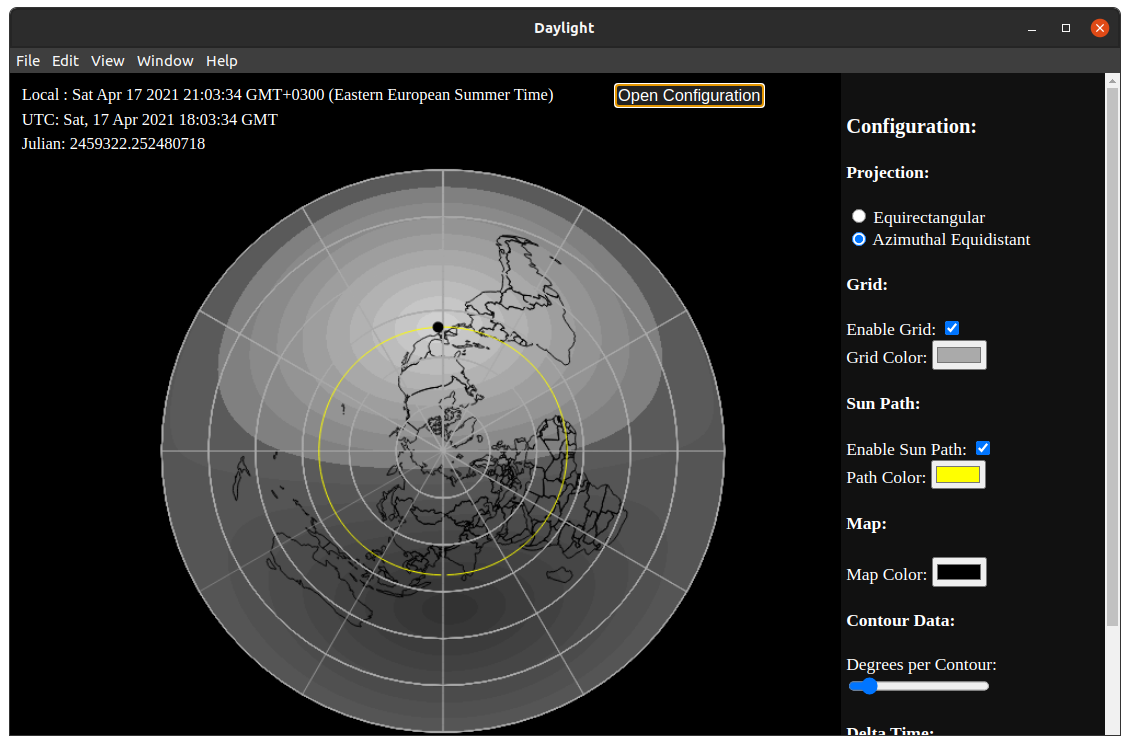 Daylight
File Edit View Window Help
Local : Sat Apr 17 2021 21:03:34 GMT+0300 (Eastern European Summer Time)
Open Configuration
UTC: Sat, 17 Apr 2021 18:03:34 GMT
Julian: 2459322.252480718
Configuration:
Projection:
Equirectangular
Azimuthal Equidistant
Grid:
Enable Grid:
Grid Color:
Sun Path:
Enable Sun Path:
Path Color:
Map:
Map Color:
Contour Data:
Degrees per Contour:
Delta Time: